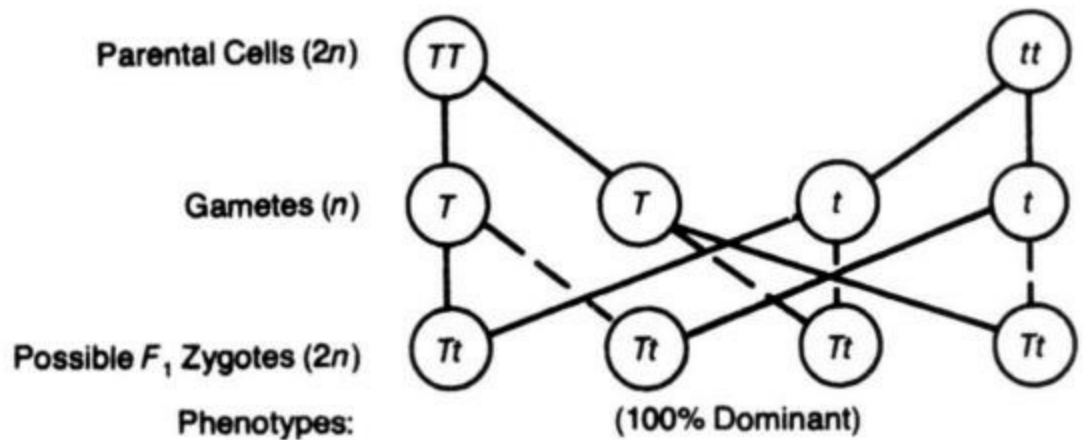 Parental Cells (2n) TT tt
Gametes (n) T T t t
Possible F₁ Zygotes (2n) Tt Tt Tt Tt
Phenotypes: (100% Dominant)